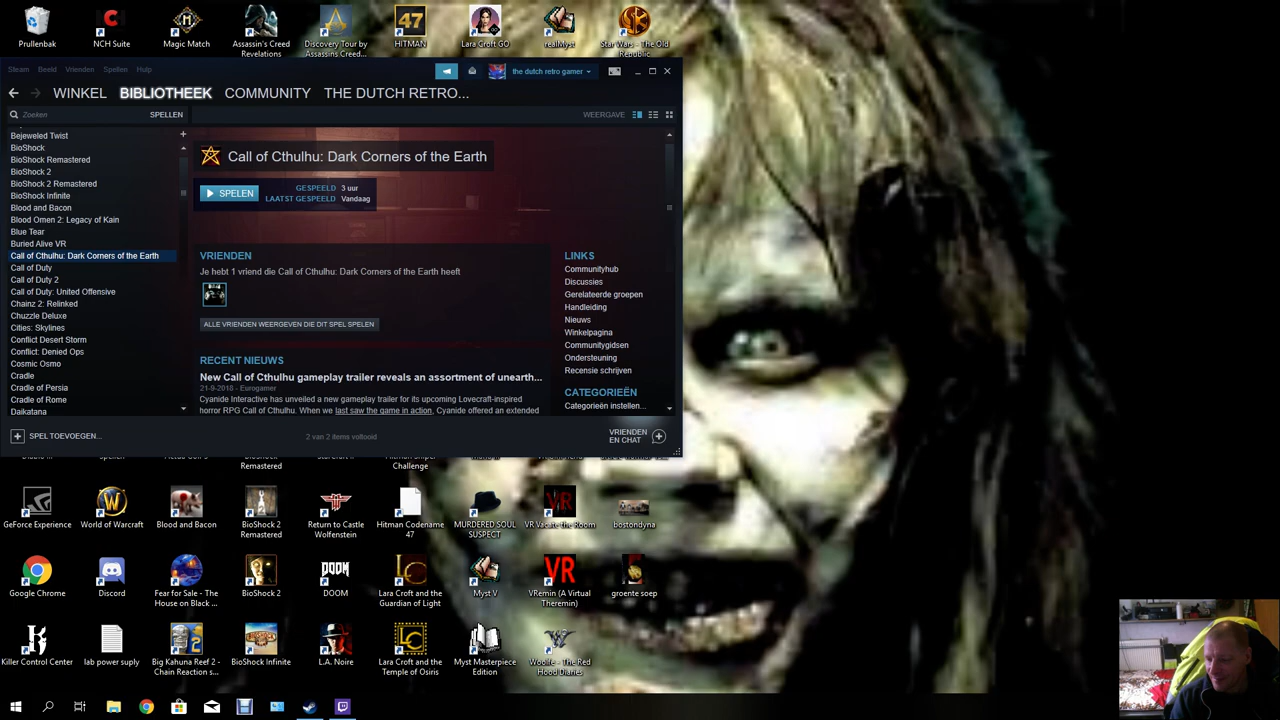 Prullenbak
NCH Suite
Magic Match
Assassin's Creed
Revelations
Discovery Tour by
Assassins Creed...
HITMAN
Lara Croft GO
realMyst
Star Wars - The Old
Republic
Steam Beeld Vrienden Spellen Hulp
the dutch retro gamer
WINKEL BIBLIOTHEEK COMMUNITY THE DUTCH RETRO...
Zoeken
SPELLEN
WEERGAVE
Bejeweled Twist
BioShock
BioShock Remastered
BioShock 2
BioShock 2 Remastered
BioShock Infinite
Blood and Bacon
Blood Omen 2: Legacy of Kain
Blue Tear
Buried Alive VR
Call of Cthulhu: Dark Corners of the Earth
Call of Duty
Call of Duty 2
Call of Duty: United Offensive
Chainz 2: Relinked
Chuzzle Deluxe
Cities: Skylines
Conflict Desert Storm
Conflict: Denied Ops
Cosmic Osmo
Cradle
Cradle of Persia
Cradle of Rome
Daikatana
Call of Cthulhu: Dark Corners of the Earth
SPELEN
GESPEELD 3 uur
LAATST GESPEELD Vandaag
VRIENDEN
Je hebt 1 vriend die Call of Cthulhu: Dark Corners of the Earth heeft
ALLE VRIENDEN WEERGEVEN DIE DIT SPEL SPELEN
RECENT NIEUWS
New Call of Cthulhu gameplay trailer reveals an assortment of unearth...
21-9-2018 - Eurogamer
Cyanide Interactive has unveiled a new gameplay trailer for its upcoming Lovecraft-inspired
horror RPG Call of Cthulhu. When we last saw the game in action, Cyanide offered an extended
LINKS
Communityhub
Discussies
Gerelateerde groepen
Handleiding
Nieuws
Winkelpagina
Communitygidsen
Ondersteuning
Recensie schrijven
CATEGORIEËN
Categorieën instellen...
SPEL TOEVOEGEN...
2 van 2 items voltooid
VRIENDEN
EN CHAT
Remastered
Challenge
GeForce Experience
World of Warcraft
Blood and Bacon
BioShock 2
Remastered
Return to Castle
Wolfenstein
Hitman Codename
47
MURDERED SOUL
SUSPECT
VR Vacate the Room
bostondyna
Google Chrome
Discord
Fear for Sale - The
House on Black ...
BioShock 2
DOOM
Lara Croft and the
Guardian of Light
Myst V
VRemin (A Virtual
Theremin)
groente soep
Killer Control Center
lab power suply
Big Kahuna Reef 2 -
Chain Reaction s...
BioShock Infinite
L.A. Noire
Lara Croft and the
Temple of Osiris
Myst Masterpiece
Edition
Woolfe - The Red
Hood Diaries